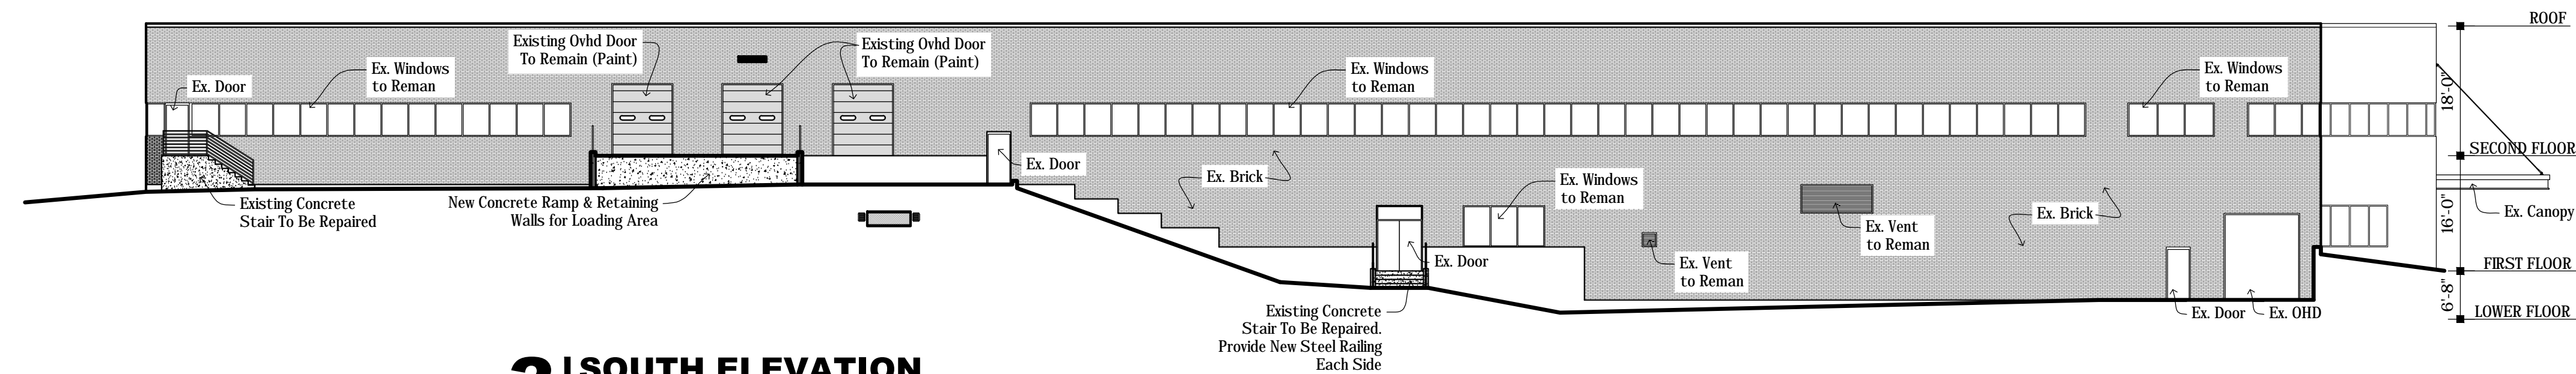 ROOF
Existing Ovhd Door
To Remain (Paint)
Existing Ovhd Door
To Remain (Paint)
Ex. Windows
to Reman
Ex. Door
Ex. Windows
to Reman
Ex. Windows
to Reman
18'-0"
SECOND FLOOR
Ex. Door
Ex. Brick
Ex. Windows
to Reman
Existing Concrete
Stair To Be Repaired
New Concrete Ramp & Retaining
Walls for Loading Area
Ex. Vent
to Reman
Ex. Brick
Ex. Canopy
16'-0"
Ex. Door
Ex. Vent
to Reman
FIRST FLOOR
6'-8"
Existing Concrete
Stair To Be Repaired.
Provide New Steel Railing
Each Side
Ex. Door
Ex. OHD
LOWER FLOOR
SOUTH ELEVATION